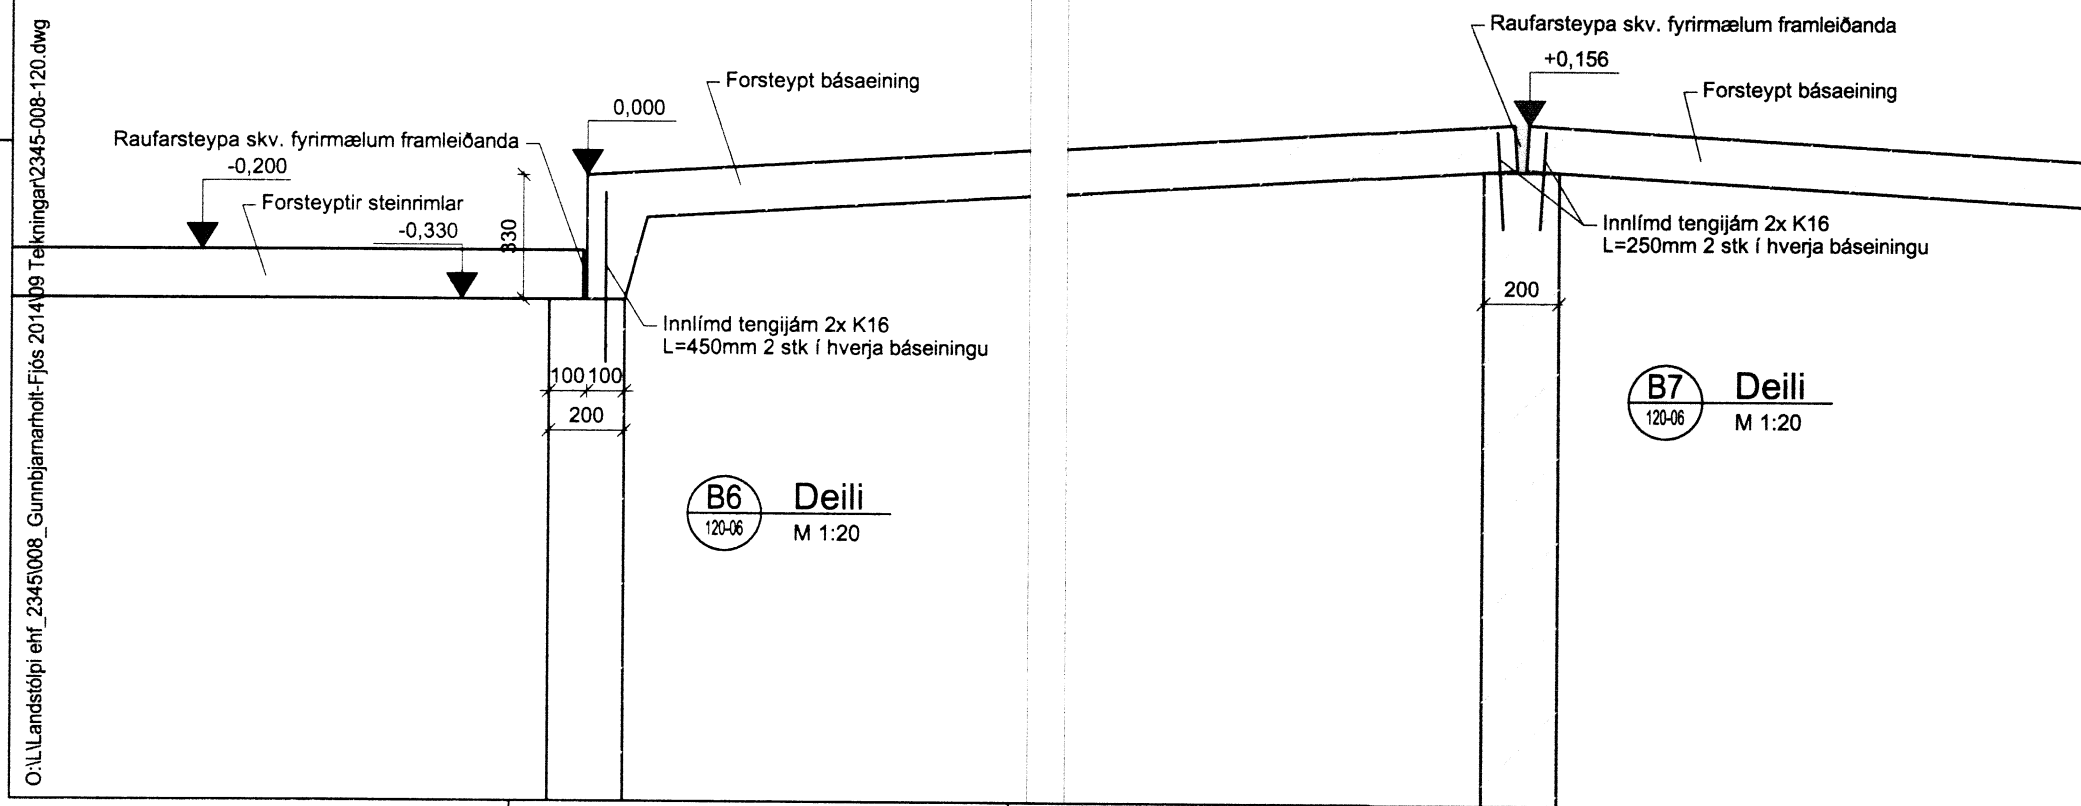 O:\L\Landstólpi ehf_2345\008_Gunnbjarnarholt-Fjós 2014\09 Teikningar\2345-008-120.dwg
Raufarsteypa skv. fyrirmælum framleiðanda
+0,156
Forsteypt básaeining
Forsteypt básaeining
0,000
Raufarsteypa skv. fyrirmælum framleiðanda
-0,200
Forsteyptir steinrimlar
-0,330
330
Innlímd tengijárn 2x K16
L=250mm 2 stk í hverja báseiningu
200
Innlímd tengijárn 2x K16
L=450mm 2 stk í hverja báseiningu
100 100
200
B7 Deili
120-06 M 1:20
B6 Deili
120-06 M 1:20